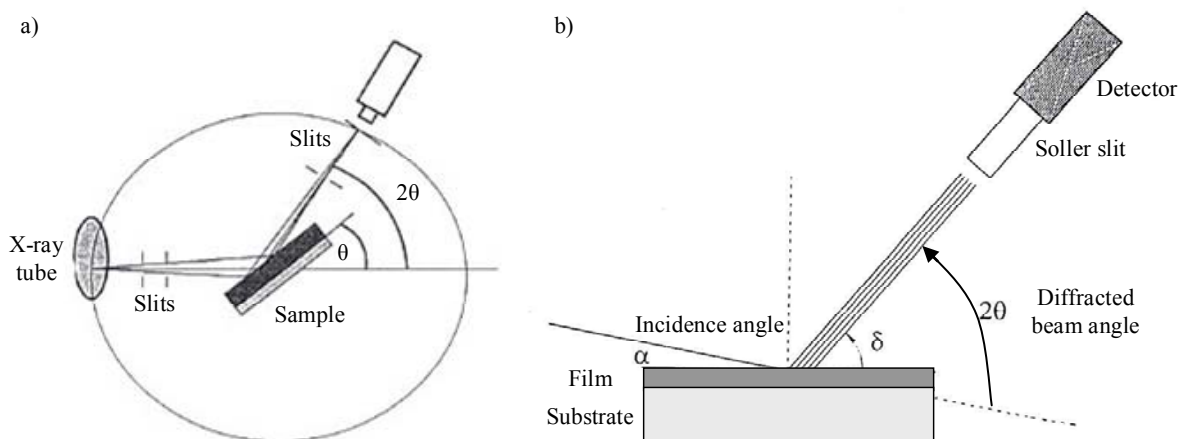 a)
Slits
2θ
X-ray
tube
θ
Slits
Sample
b)
Detector
Soller slit
Incidence angle
α
δ
2θ
Diffracted
beam angle
Film
Substrate